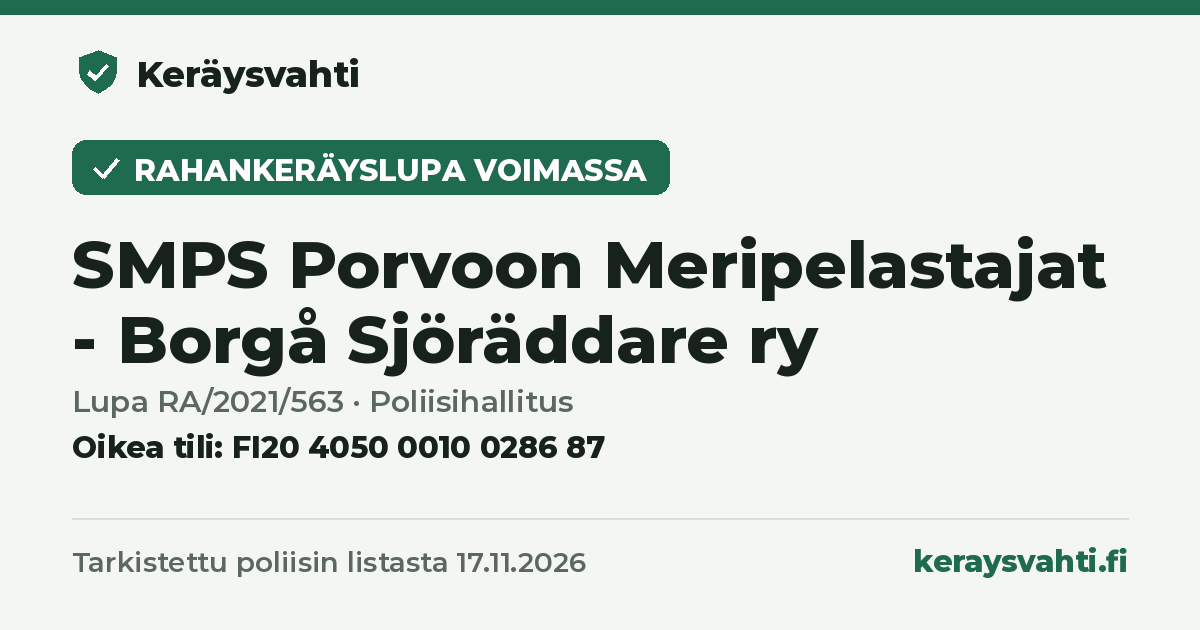 Keräysvahti
RAHANKERÄYSLUPA VOIMASSA
SMPS Porvoon Meripelastajat
- Borgå Sjöräddare ry
Lupa RA/2021/563 · Poliisihallitus
Oikea tili: FI20 4050 0010 0286 87
Tarkistettu poliisin listasta 17.11.2026
keraysvahti.fi